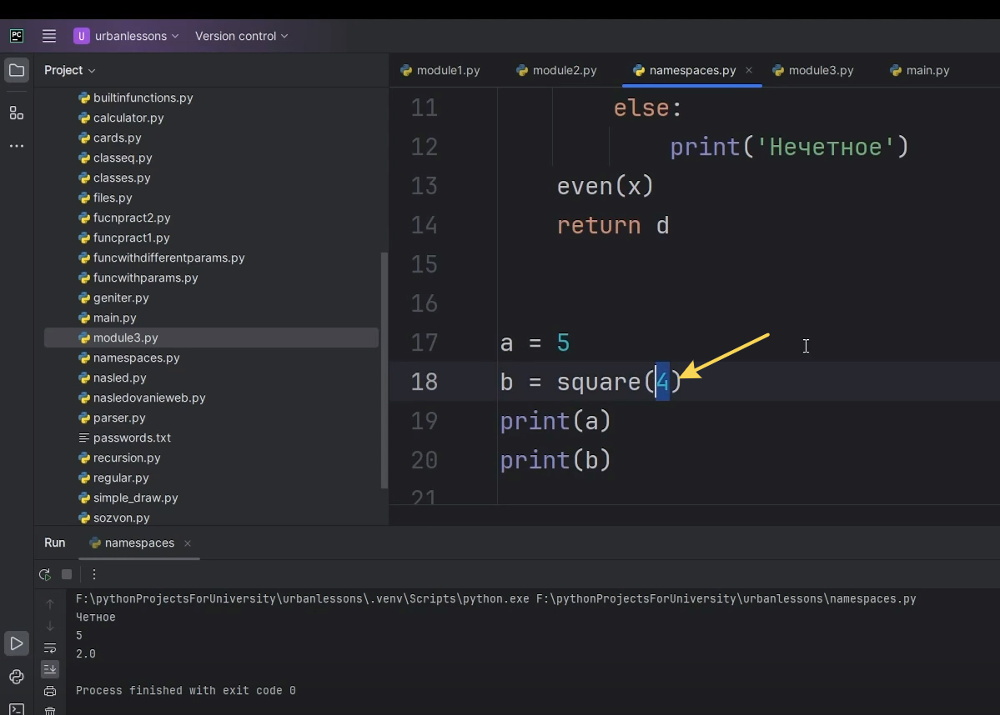 PC
U urbanlessons Version control
Project
module1.py module2.py namespaces.py × module3.py main.py
builtinfunctions.py
calculator.py
cards.py
classeq.py
classes.py
files.py
fucnpract2.py
funcpract1.py
funcwithdifferentparams.py
funcwithparams.py
geniter.py
main.py
module3.py
namespaces.py
nasled.py
nasledovanieweb.py
parser.py
passwords.txt
recursion.py
regular.py
simple_draw.py
sozvon.py
11 else:
12 print('Нечетное')
13 even(x)
14 return d
15
16
17 a = 5
18 b = square(4)
19 print(a)
20 print(b)
21
Run namespaces ×
F:\pythonProjectsForUniversity\urbanlessons\.venv\Scripts\python.exe F:\pythonProjectsForUniversity\urbanlessons\namespaces.py
Четное
5
2.0
Process finished with exit code 0